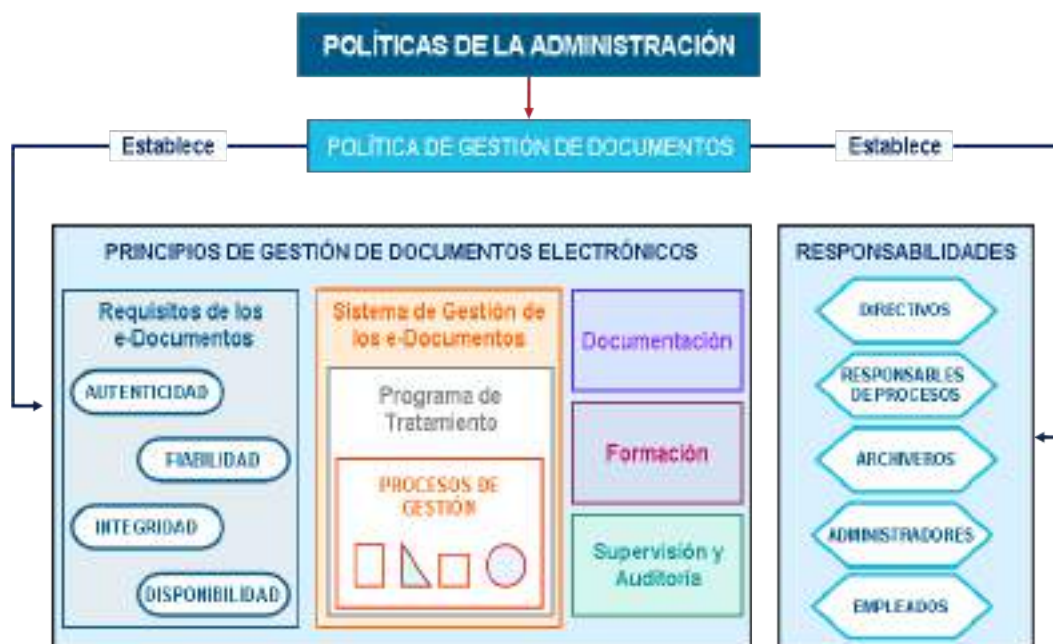 POLÍTICAS DE LA ADMINISTRACIÓN
Establece
POLÍTICA DE GESTIÓN DE DOCUMENTOS
Establece
PRINCIPIOS DE GESTIÓN DE DOCUMENTOS ELECTRÓNICOS
Requisitos de los
e-Documentos
AUTENTICIDAD
FIABILIDAD
INTEGRIDAD
DISPONIBILIDAD
Sistema de Gestión de
los e-Documentos
Programa de
Tratamiento
PROCESOS DE
GESTIÓN
Documentación
Formación
Supervisión y
Auditoría
RESPONSABILIDADES
DIRECTIVOS
RESPONSABLES
DE PROCESOS
ARCHIVEROS
ADMINISTRADORES
EMPLEADOS